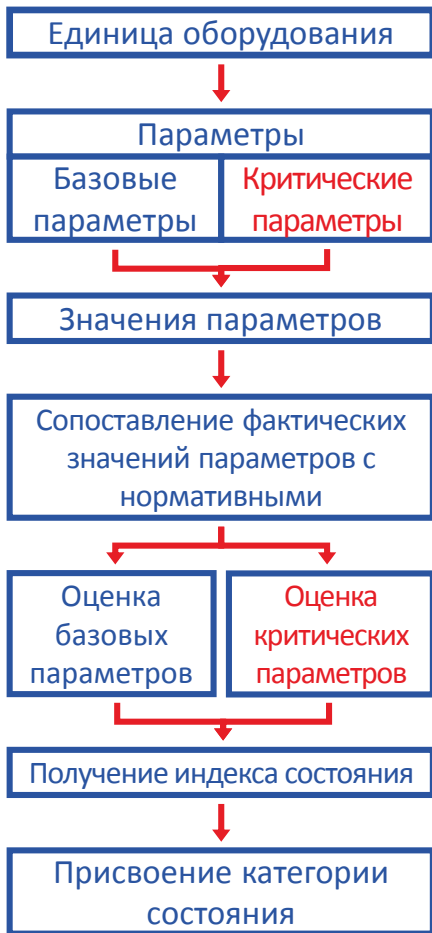 Единица оборудования
Параметры
Базовые
параметры
Критические
параметры
Значения параметров
Сопоставление фактических
значений параметров с
нормативными
Оценка
базовых
параметров
Оценка
критических
параметров
Получение индекса состояния
Присвоение категории
состояния